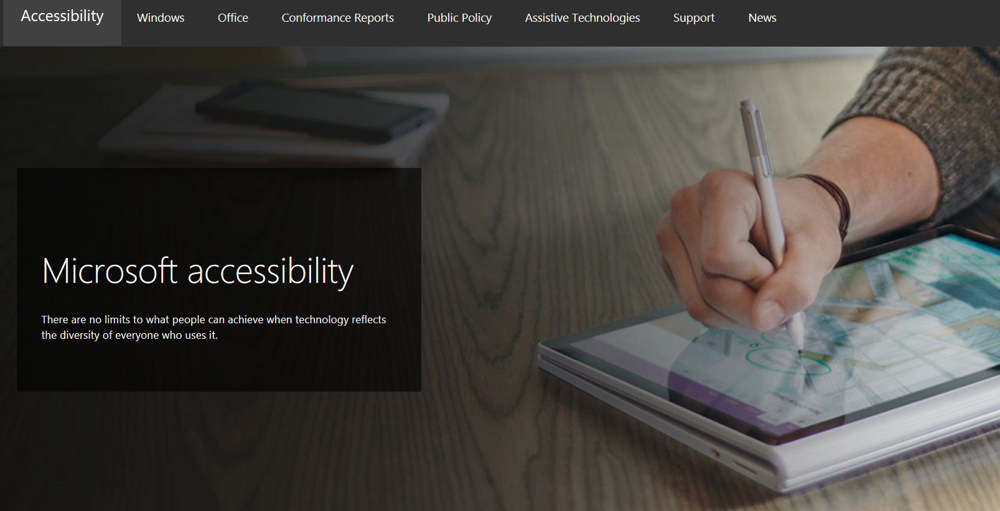 Accessibility
Windows
Office
Conformance Reports
Public Policy
Assistive Technologies
Support
News
Microsoft accessibility
There are no limits to what people can achieve when technology reflects
the diversity of everyone who uses it.